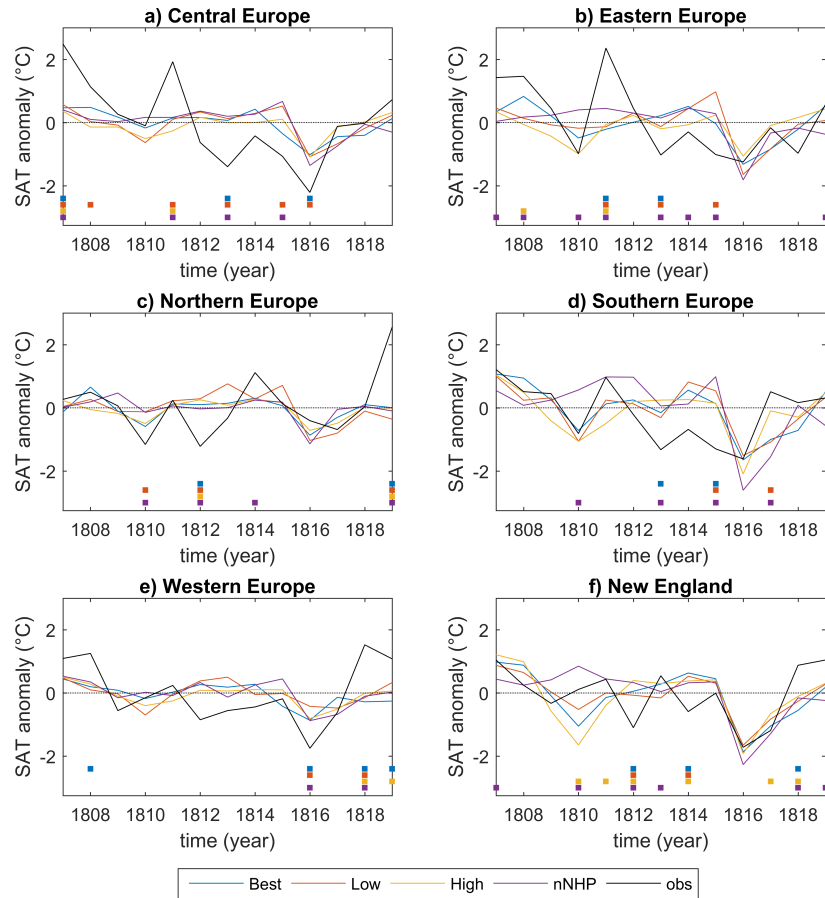 a) Central Europe
b) Eastern Europe
SAT anomaly (°C)
2
0
-2
1808 1810 1812 1814 1816 1818
time (year)
SAT anomaly (°C)
2
0
-2
1808 1810 1812 1814 1816 1818
time (year)
c) Northern Europe
d) Southern Europe
SAT anomaly (°C)
2
0
-2
1808 1810 1812 1814 1816 1818
time (year)
SAT anomaly (°C)
2
0
-2
1808 1810 1812 1814 1816 1818
time (year)
e) Western Europe
f) New England
SAT anomaly (°C)
2
0
-2
1808 1810 1812 1814 1816 1818
time (year)
SAT anomaly (°C)
2
0
-2
1808 1810 1812 1814 1816 1818
time (year)
Best Low High nNHP obs